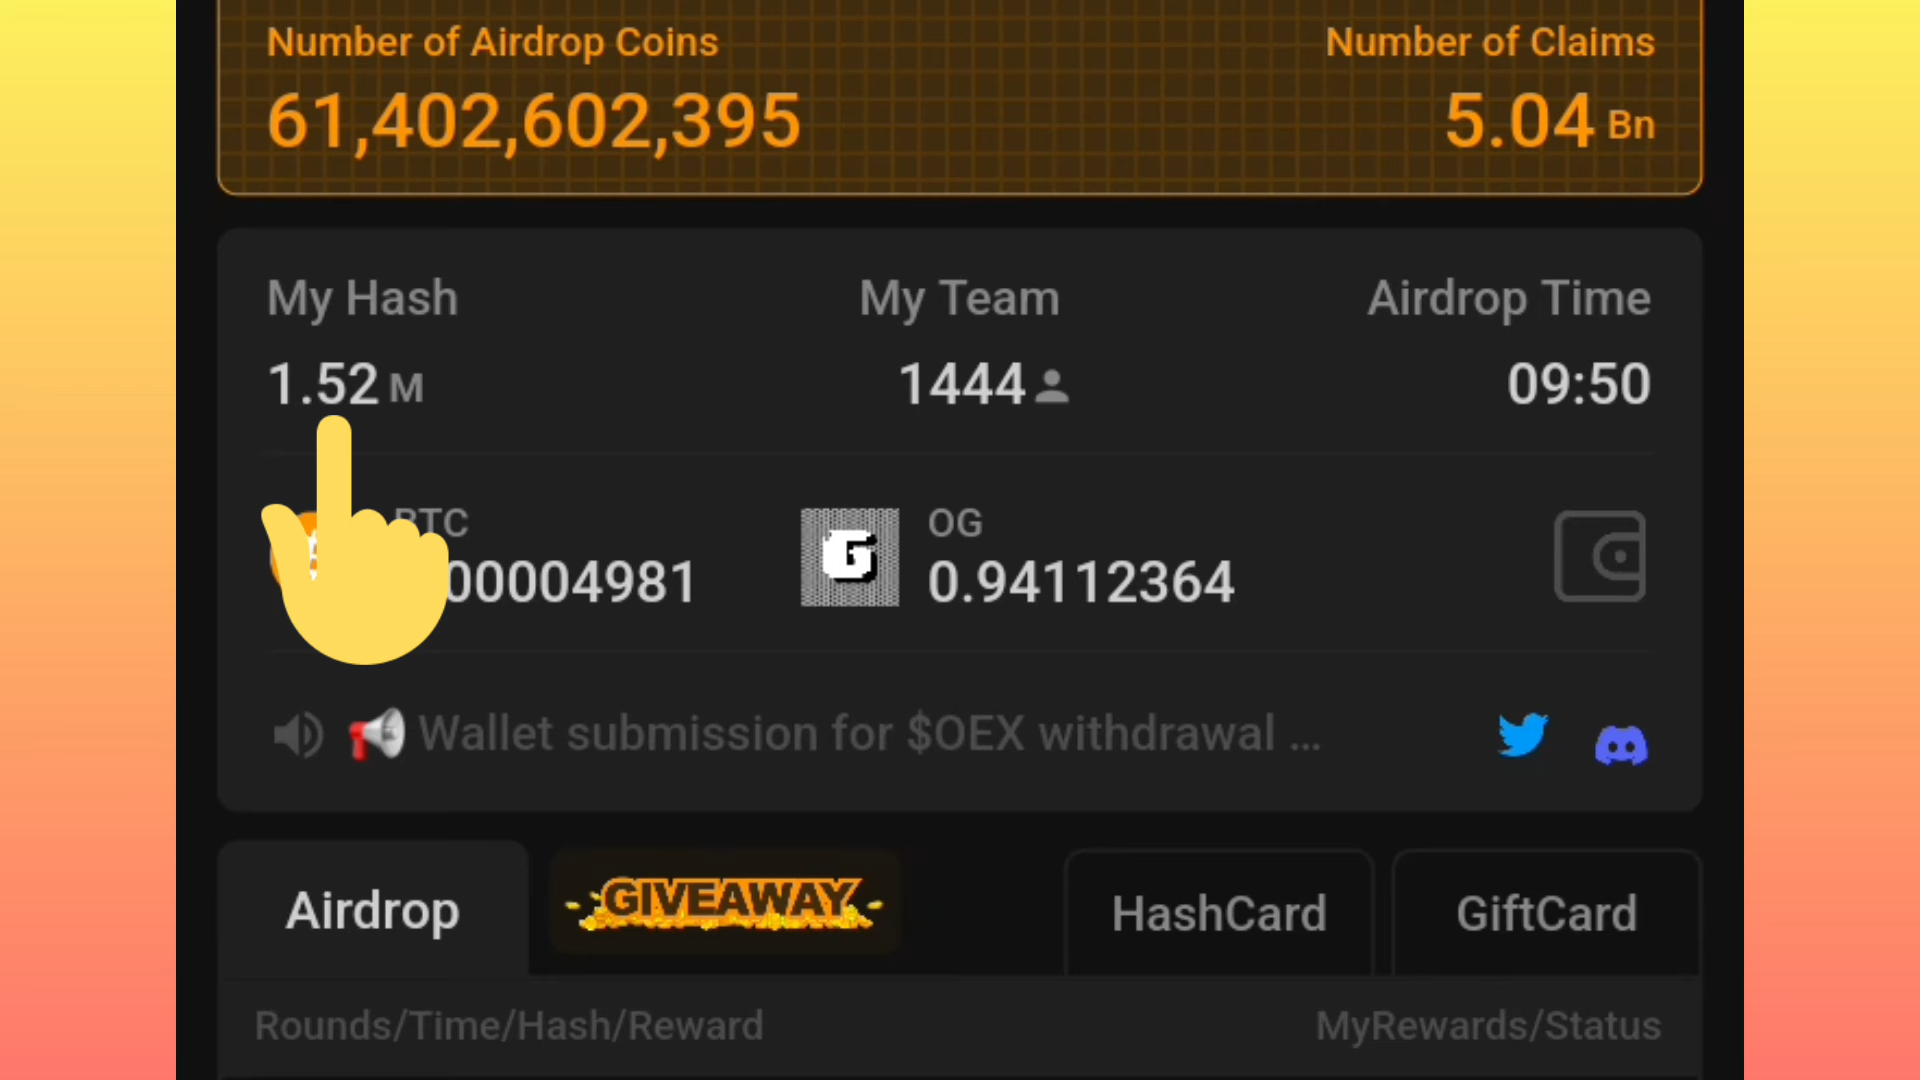 Number of Airdrop Coins
Number of Claims
61,402,602,395
5.04 Bn
My Hash
My Team
Airdrop Time
1.52 M
1444
09:50
OG
00004981
G
0.94112364
Wallet submission for $OEX withdrawal ...
Airdrop
GIVEAWAY
HashCard
GiftCard
Rounds/Time/Hash/Reward
MyRewards/Status